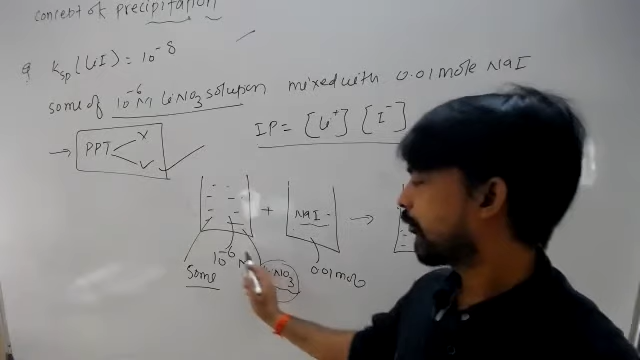 concept of precipitation
Q Ksp(LiI) = 10⁻⁸
some of 10⁻⁶ M LiNO₃ solution mixed with 0.01 mole NaI
→ PPT x ✓
IP = [Li⁺] [I⁻]
+ NaI →
10⁻⁶ M NO₃
some
0.01 mole